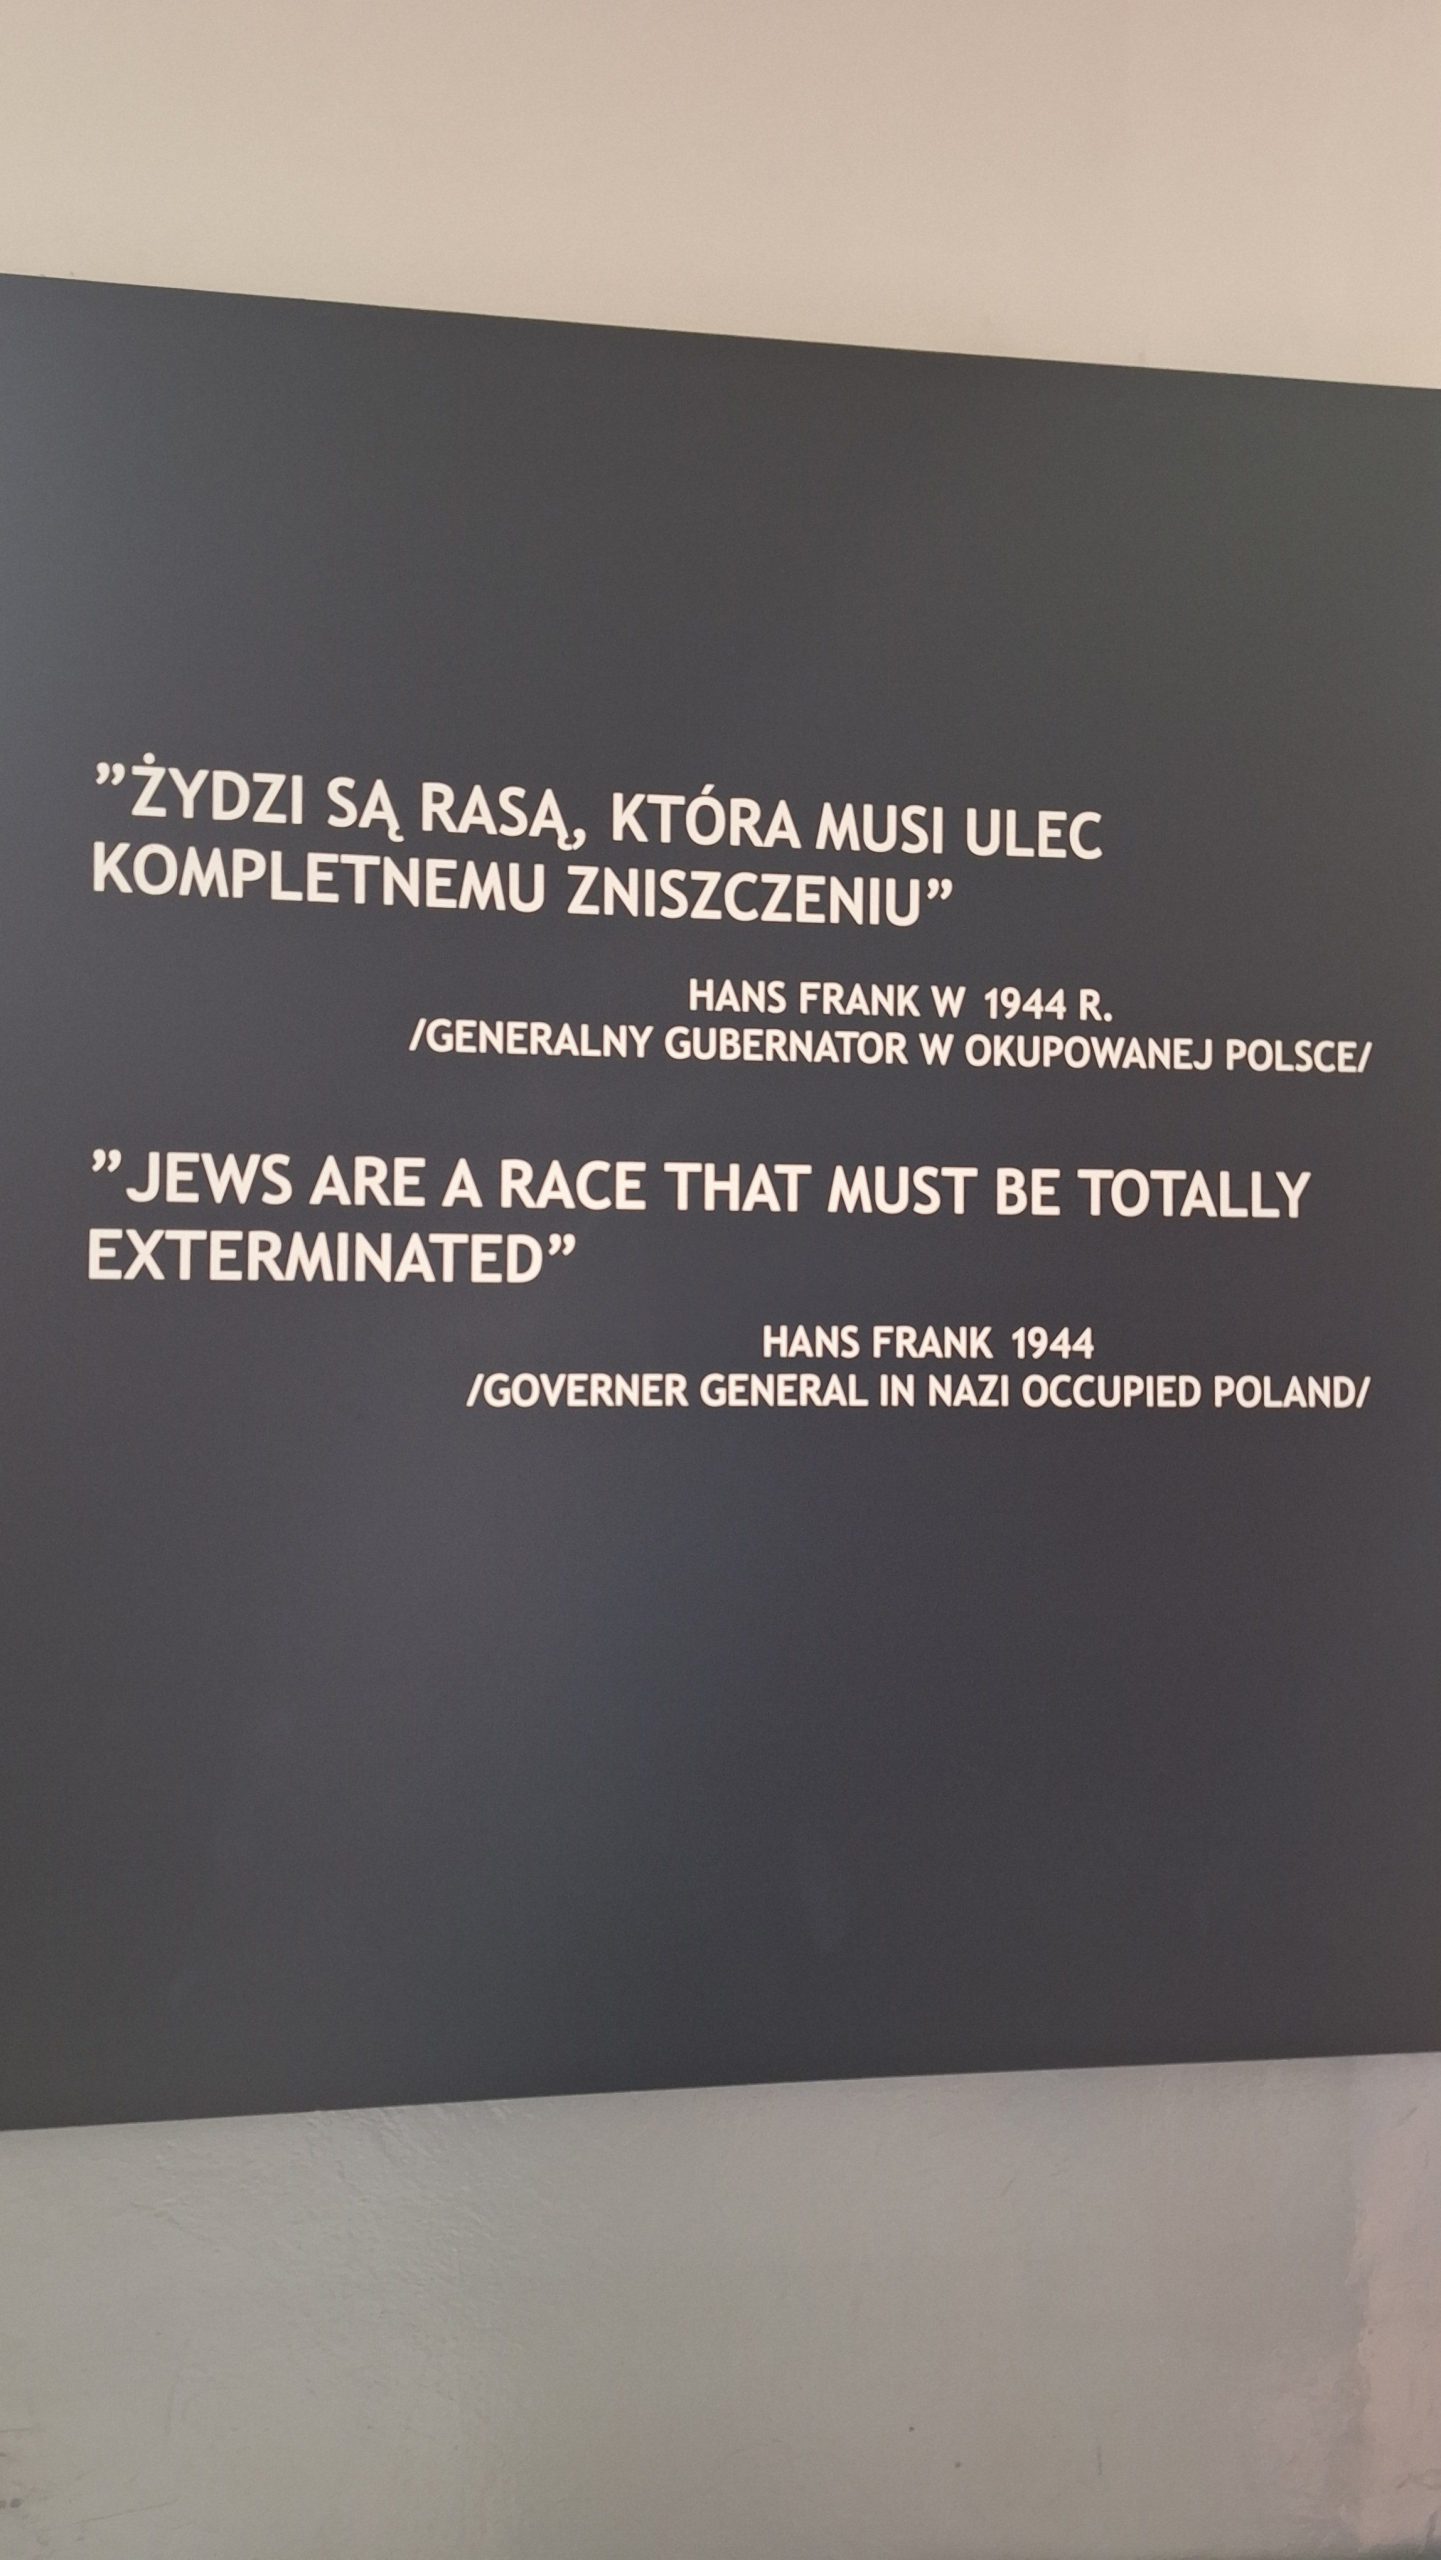 ”ŻYDZI SĄ RASĄ, KTÓRA MUSI ULEC
KOMPLETNEMU ZNISZCZENIU”
HANS FRANK W 1944 R.
/GENERALNY GUBERNATOR W OKUPOWANEJ POLSCE/
”JEWS ARE A RACE THAT MUST BE TOTALLY
EXTERMINATED”
HANS FRANK 1944
/GOVERNER GENERAL IN NAZI OCCUPIED POLAND/